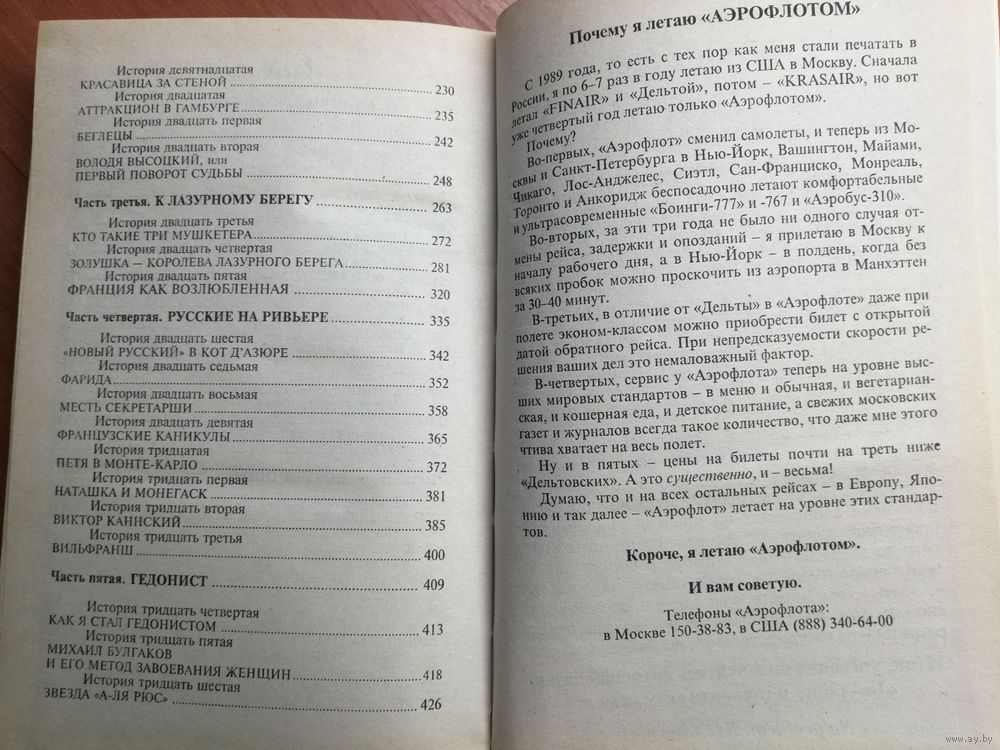 История девятнадцатая
КРАСАВИЦА ЗА СТЕНОЙ 230
История двадцатая
АТТРАКЦИОН В ГАМБУРГЕ 235
История двадцать первая
БЕГЛЕЦЫ 242
История двадцать вторая
ВОЛОДЯ ВЫСОЦКИЙ, или
ПЕРВЫЙ ПОВОРОТ СУДЬБЫ 248
Часть третья. К ЛАЗУРНОМУ БЕРЕГУ 263
История двадцать третья
КТО ТАКИЕ ТРИ МУШКЕТЕРА 272
История двадцать четвертая
ЗОЛУШКА — КОРОЛЕВА ЛАЗУРНОГО БЕРЕГА 281
История двадцать пятая
ФРАНЦИЯ КАК ВОЗЛЮБЛЕННАЯ 320
Часть четвертая. РУССКИЕ НА РИВЬЕРЕ 335
История двадцать шестая
«НОВЫЙ РУССКИЙ» В КОТ Д'АЗЮРЕ 342
История двадцать седьмая
ФАРИДА 352
История двадцать восьмая
МЕСТЬ СЕКРЕТАРШИ 358
История двадцать девятая
ФРАНЦУЗСКИЕ КАНИКУЛЫ 365
История тридцатая
ПЕТЯ В МОНТЕ-КАРЛО 372
История тридцать первая
НАТАШКА И МОНЕГАСК 381
История тридцать вторая
ВИКТОР КАННСКИЙ 385
История тридцать третья
ВИЛЬФРАНШ 400
Часть пятая. ГЕДОНИСТ 409
История тридцать четвертая
КАК Я СТАЛ ГЕДОНИСТОМ 413
История тридцать пятая
МИХАИЛ БУЛГАКОВ
И ЕГО МЕТОД ЗАВОЕВАНИЯ ЖЕНЩИН 418
История тридцать шестая
ЗВЕЗДА «А-ЛЯ РЮС» 426
Почему я летаю «АЭРОФЛОТОМ»
С 1989 года, то есть с тех пор как меня стали печатать в
России, я по 6–7 раз в году летаю из США в Москву. Сначала
летал «FINAIR» и «Дельтой», потом – «KRASAIR», но вот
уже четвертый год летаю только «Аэрофлотом».
Почему?
Во-первых, «Аэрофлот» сменил самолеты, и теперь из Мо-
сквы и Санкт-Петербурга в Нью-Йорк, Вашингтон, Майами,
Чикаго, Лос-Анджелес, Сиэтл, Сан-Франциско, Монреаль,
Торонто и Анкоридж беспосадочно летают комфортабельные
и ультрасовременные «Боинги-777» и -767 и «Аэробус-310».
Во-вторых, за эти три года не было ни одного случая от-
мены рейса, задержки и опозданий – я прилетаю в Москву к
началу рабочего дня, а в Нью-Йорк – в полдень, когда без
всяких пробок можно проскочить из аэропорта в Манхэттен
за 30–40 минут.
В-третьих, в отличие от «Дельты» в «Аэрофлоте» даже при
полете эконом-классом можно приобрести билет с открытой
датой обратного рейса. При непредсказуемости скорости ре-
шения ваших дел это немаловажный фактор.
В-четвертых, сервис у «Аэрофлота» теперь на уровне выс-
ших мировых стандартов – в меню и обычная, и вегетариан-
ская, и кошерная еда, и детское питание, а свежих московских
газет и журналов всегда такое количество, что даже мне этого
чтива хватает на весь полет.
Ну и в пятых – цены на билеты почти на треть ниже
«Дельтовских». А это существенно, и – весьма!
Думаю, что и на всех остальных рейсах – в Европу, Япо-
нию и так далее – «Аэрофлот» летает на уровне этих стандар-
тов.
Короче, я летаю «Аэрофлотом».
И вам советую.
Телефоны «Аэрофлота»:
в Москве 150-38-83, в США (888) 340-64-00
www.ay.by